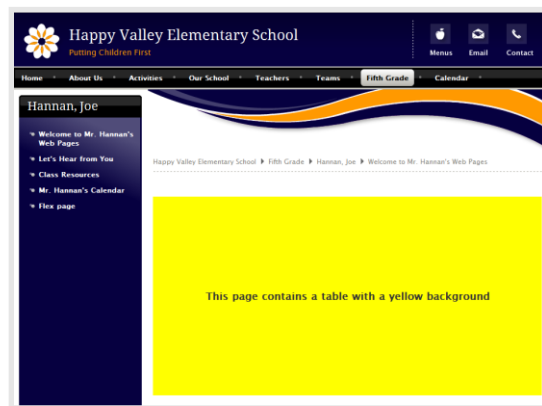 Happy Valley Elementary School
Putting Children First
Menus Email Contact
Home About Us Activities Our School Teachers Teams Fifth Grade Calendar
Hannan, Joe
Welcome to Mr. Hannan's
Web Pages
Let's Hear from You
Class Resources
Mr. Hannan's Calendar
Flex page
Happy Valley Elementary School Fifth Grade Hannan, Joe Welcome to Mr. Hannan's Web Pages
This page contains a table with a yellow background